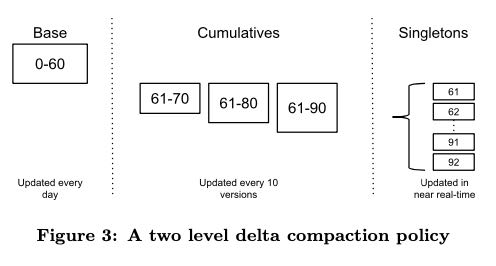 Base
Cumulatives
Singletons
0-60
61-70
61-80
61-90
61
62
91
92
Updated every
day
Updated every 10
versions
Updated in
near real-time
Figure 3: A two level delta compaction policy